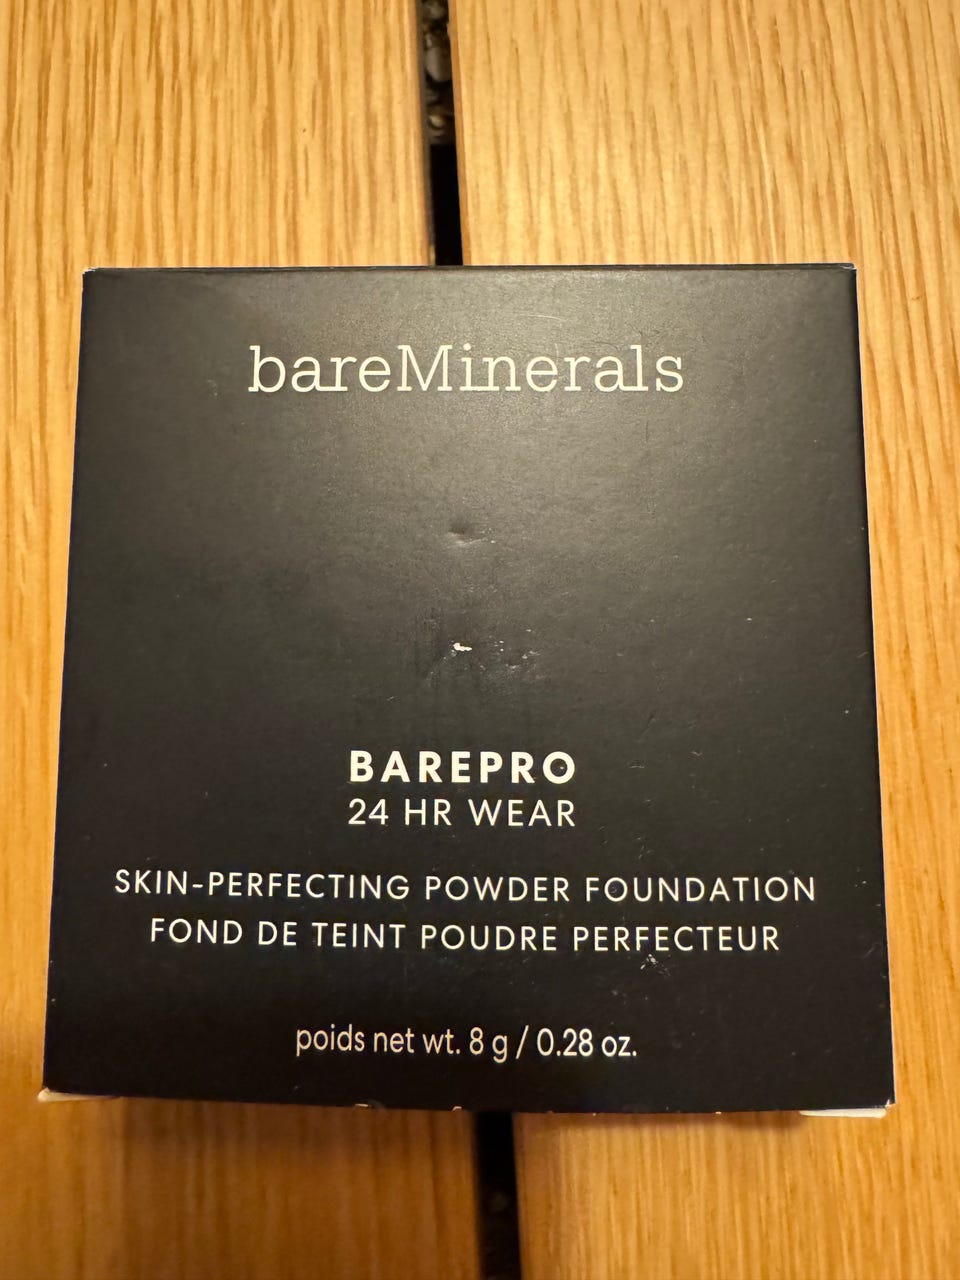 bareMinerals
BAREPRO
24 HR WEAR
SKIN-PERFECTING POWDER FOUNDATION
FOND DE TEINT POUDRE PERFECTEUR
poids net wt. 8 g / 0.28 oz.